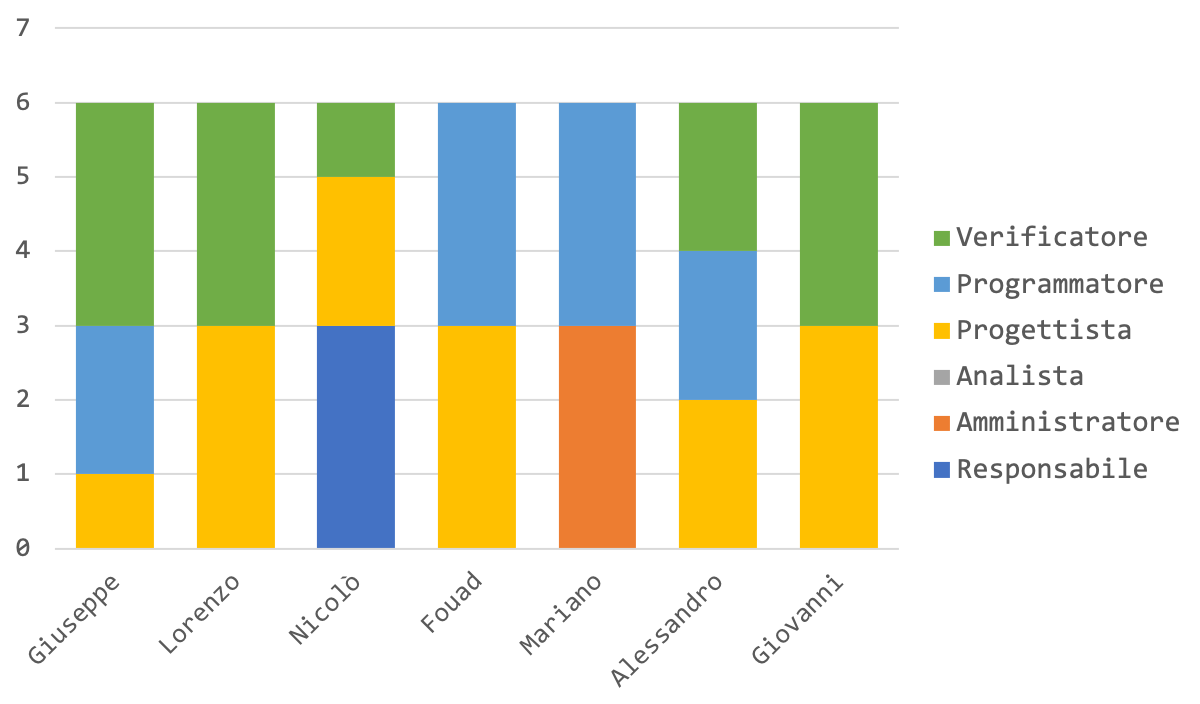 7
6
5
4
3
2
1
0
Giuseppe
Lorenzo
Nicolò
Fouad
Mariano
Alessandro
Giovanni
Verificatore
Programmatore
Progettista
Analista
Amministratore
Responsabile